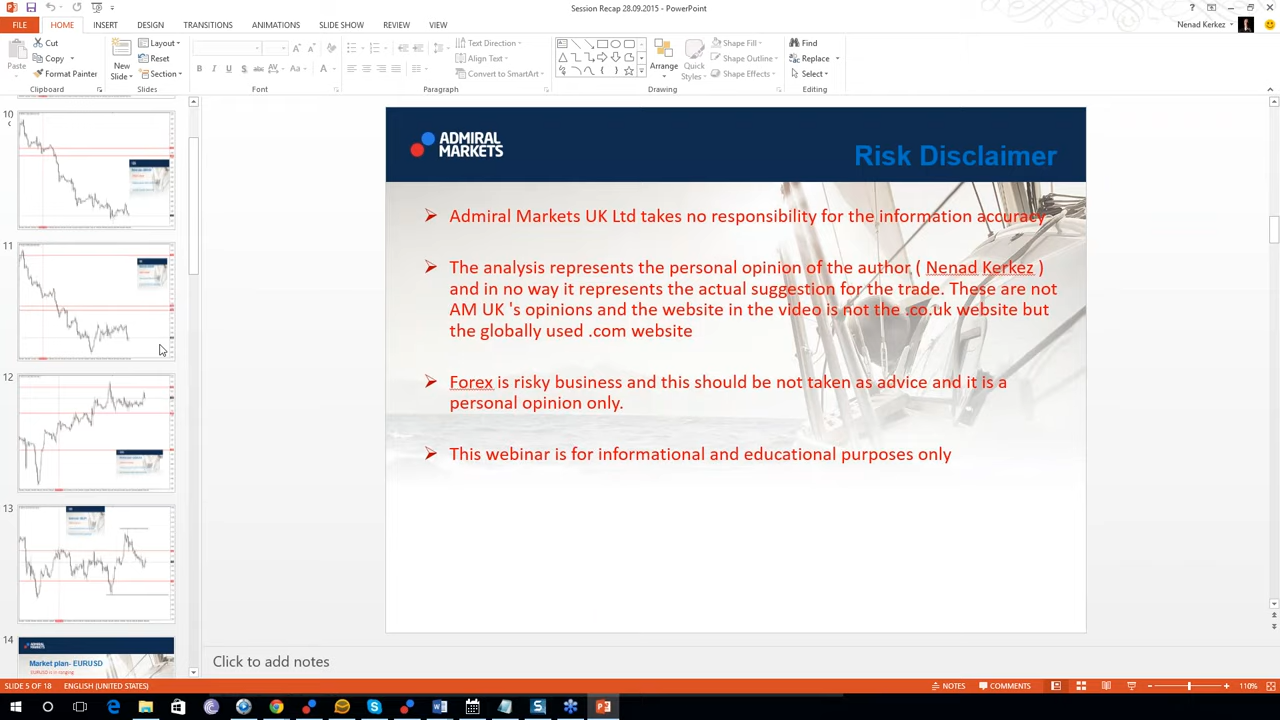 Session Recap 28.09.2015 - PowerPoint
FILE HOME INSERT DESIGN TRANSITIONS ANIMATIONS SLIDE SHOW REVIEW VIEW
Nenad Kerkez
Paste
Cut
Copy
Format Painter
Clipboard
New
Slide
Layout
Reset
Section
Slides
Font
Text Direction
Align Text
Convert to SmartArt
Paragraph
Arrange
Quick
Styles
Shape Fill
Shape Outline
Shape Effects
Drawing
Find
Replace
Select
Editing
10
11
12
13
14
Market plan- EURUSD
ADMIRAL
MARKETS
Risk Disclaimer
Admiral Markets UK Ltd takes no responsibility for the information accuracy
The analysis represents the personal opinion of the author ( Nenad Kerkez )
and in no way it represents the actual suggestion for the trade. These are not
AM UK 's opinions and the website in the video is not the .co.uk website but
the globally used .com website
Forex is risky business and this should be not taken as advice and it is a
personal opinion only.
This webinar is for informational and educational purposes only
Click to add notes
SLIDE 5 OF 18 ENGLISH (UNITED STATES) NOTES COMMENTS 110%